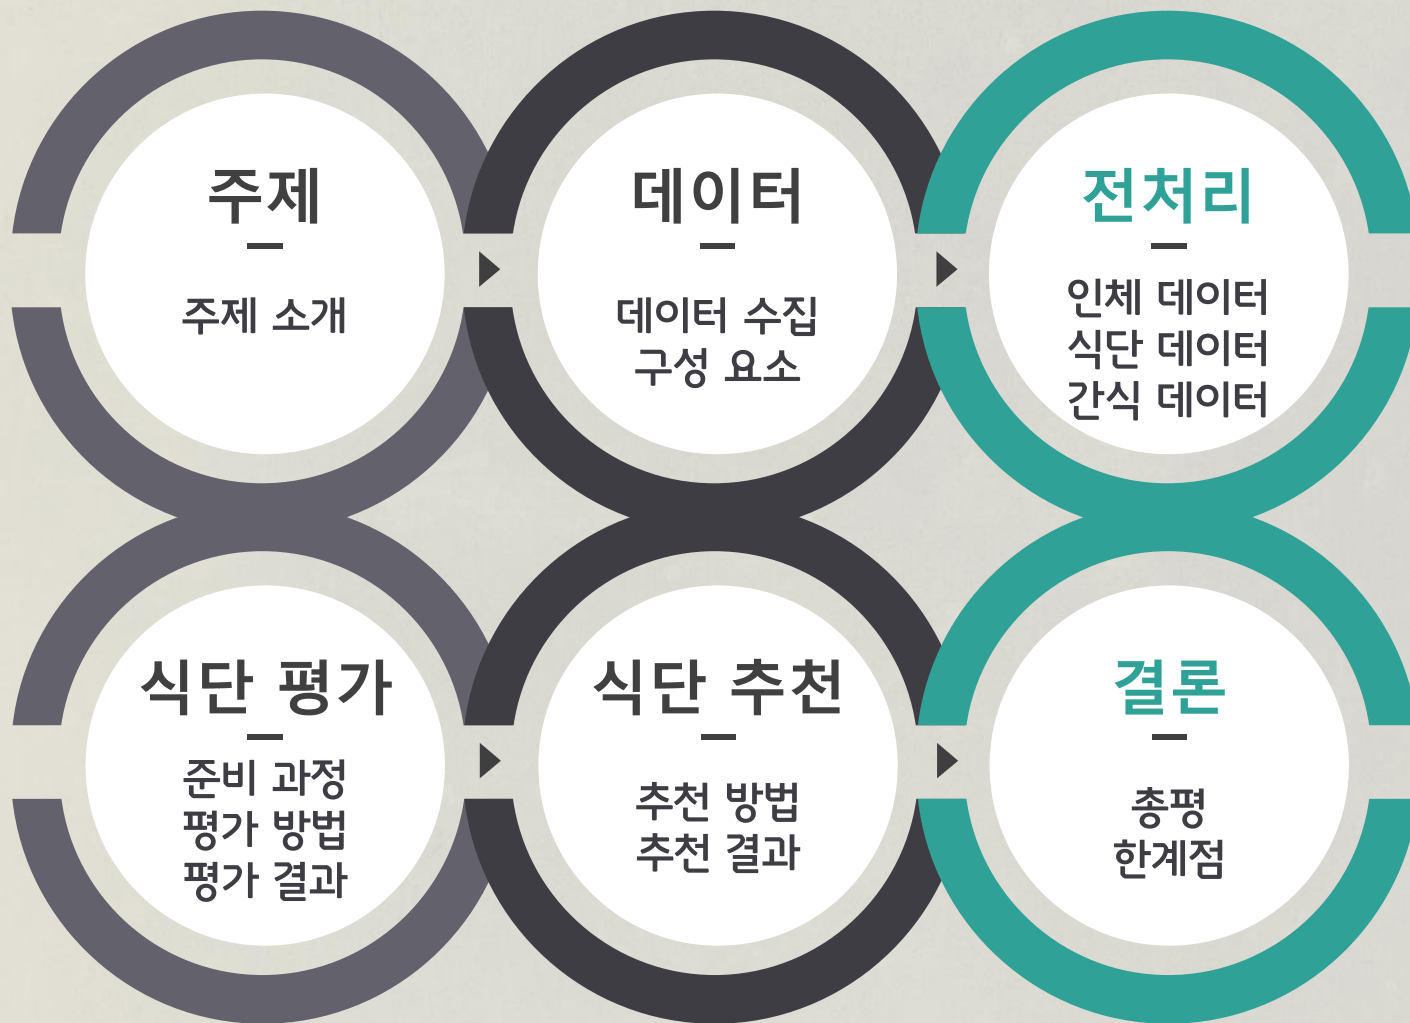 주제
주제 소개
데이터
데이터 수집
구성 요소
전처리
인체 데이터
식단 데이터
간식 데이터
식단 평가
준비 과정
평가 방법
평가 결과
식단 추천
추천 방법
추천 결과
결론
총평
한계점